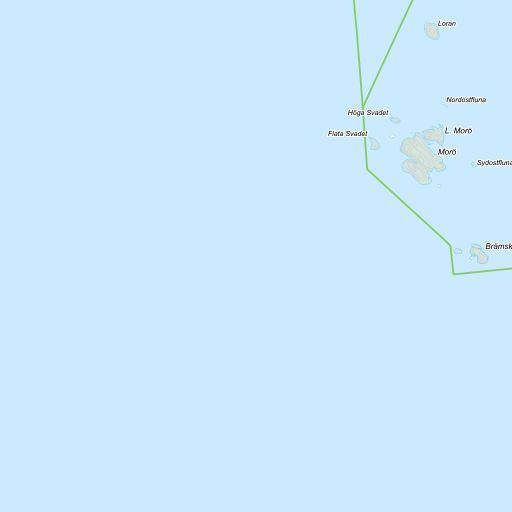 Loran
Nordostfluna
Höga Svadet
L. Morö
Flata Svadet
Morö
Sydostfluna
Brämsk